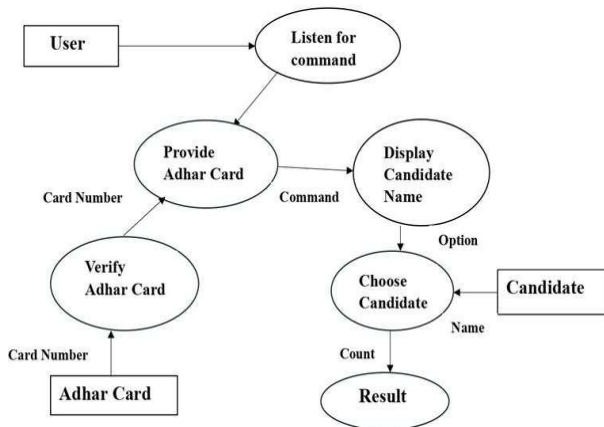 User
Listen for
command
Provide
Adhar Card
Display
Candidate
Name
Card Number
Command
Option
Verify
Adhar Card
Choose
Candidate
Candidate
Name
Card Number
Count
Adhar Card
Result